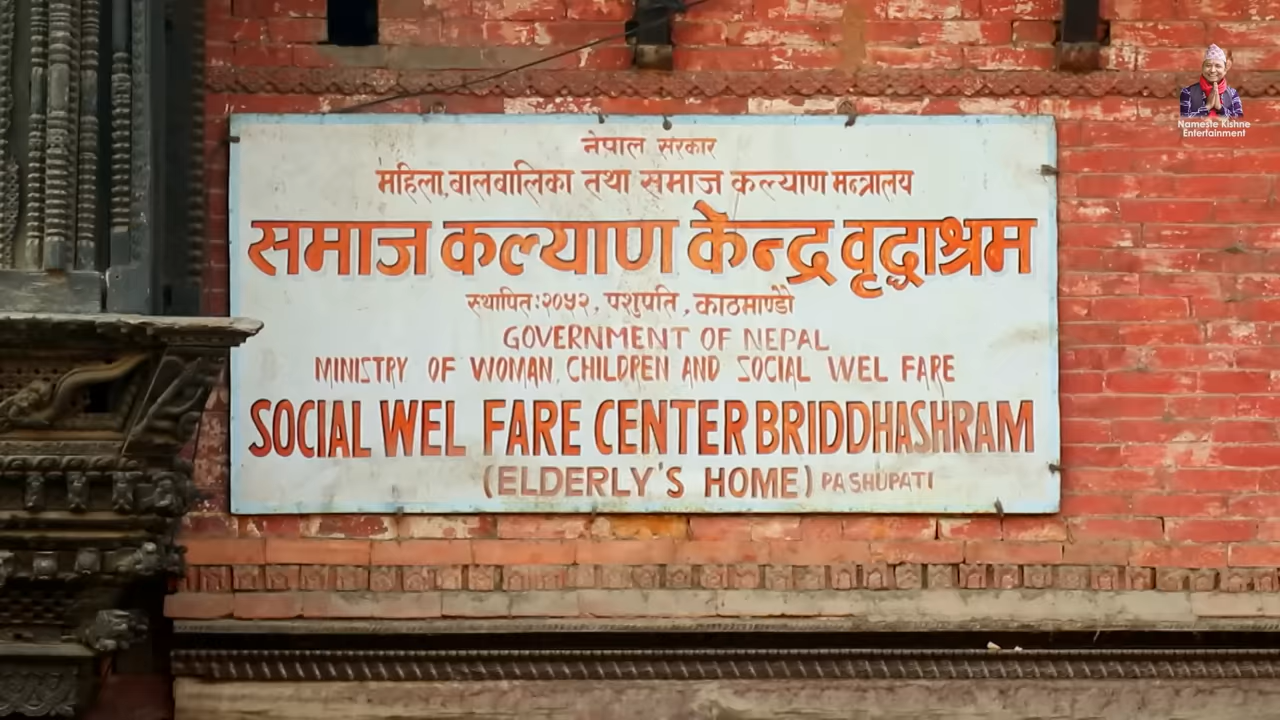 नेपाल सरकार
महिला, बालबालिका तथा समाज कल्याण मन्त्रालय
समाज कल्याण केन्द्र वृद्धाश्रम
स्थापित: २०५२, पशुपति, काठमाण्डौ
GOVERNMENT OF NEPAL
MINISTRY OF WOMAN, CHILDREN AND SOCIAL WEL FARE
SOCIAL WEL FARE CENTER BRIDDHASHRAM
(ELDERLY'S HOME) PASHUPATI
Nameste Kishne
Entertainment